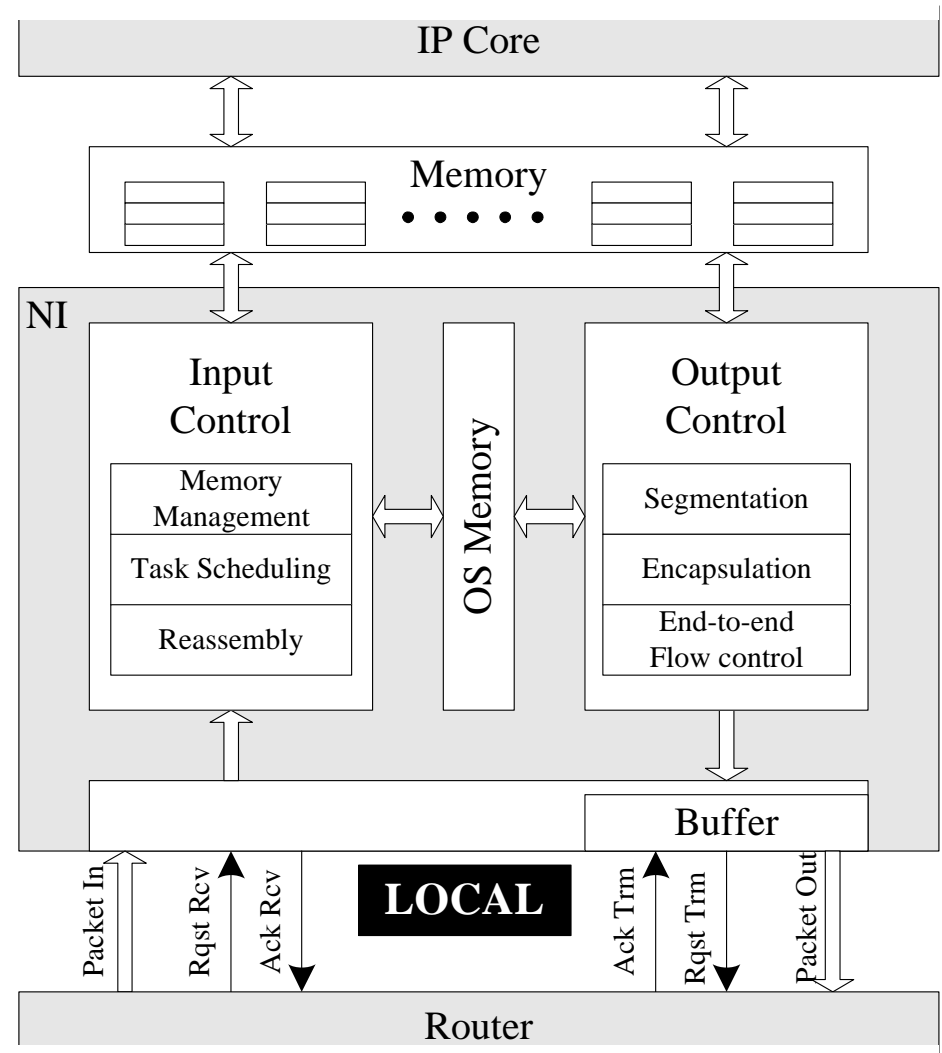 IP Core
Memory
NI
Input
Control
Memory
Management
Task Scheduling
Reassembly
OS Memory
Output
Control
Segmentation
Encapsulation
End-to-end
Flow control
Buffer
Packet In
Rqst Rcv
Ack Rcv
LOCAL
Ack Trm
Rqst Trm
Packet Out
Router